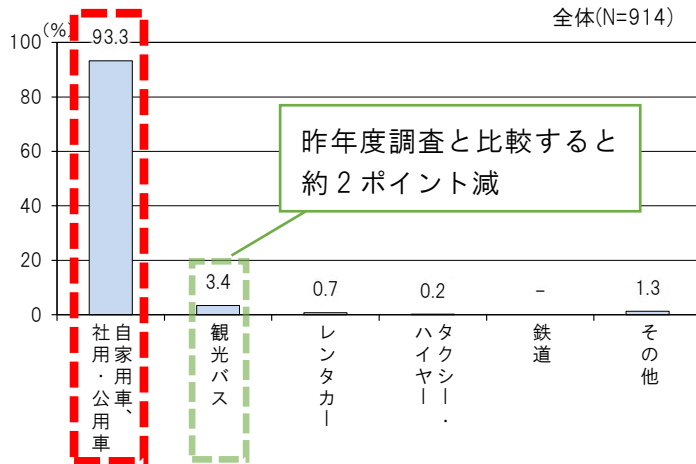 (%)
全体(N=914)
100
80
60
40
20
0
93.3
3.4
0.7
0.2
－
1.3
昨年度調査と比較すると
約２ポイント減
自家用車、
社用・公用車
観光バス
レンタカー
タクシー・
ハイヤー
鉄道
その他